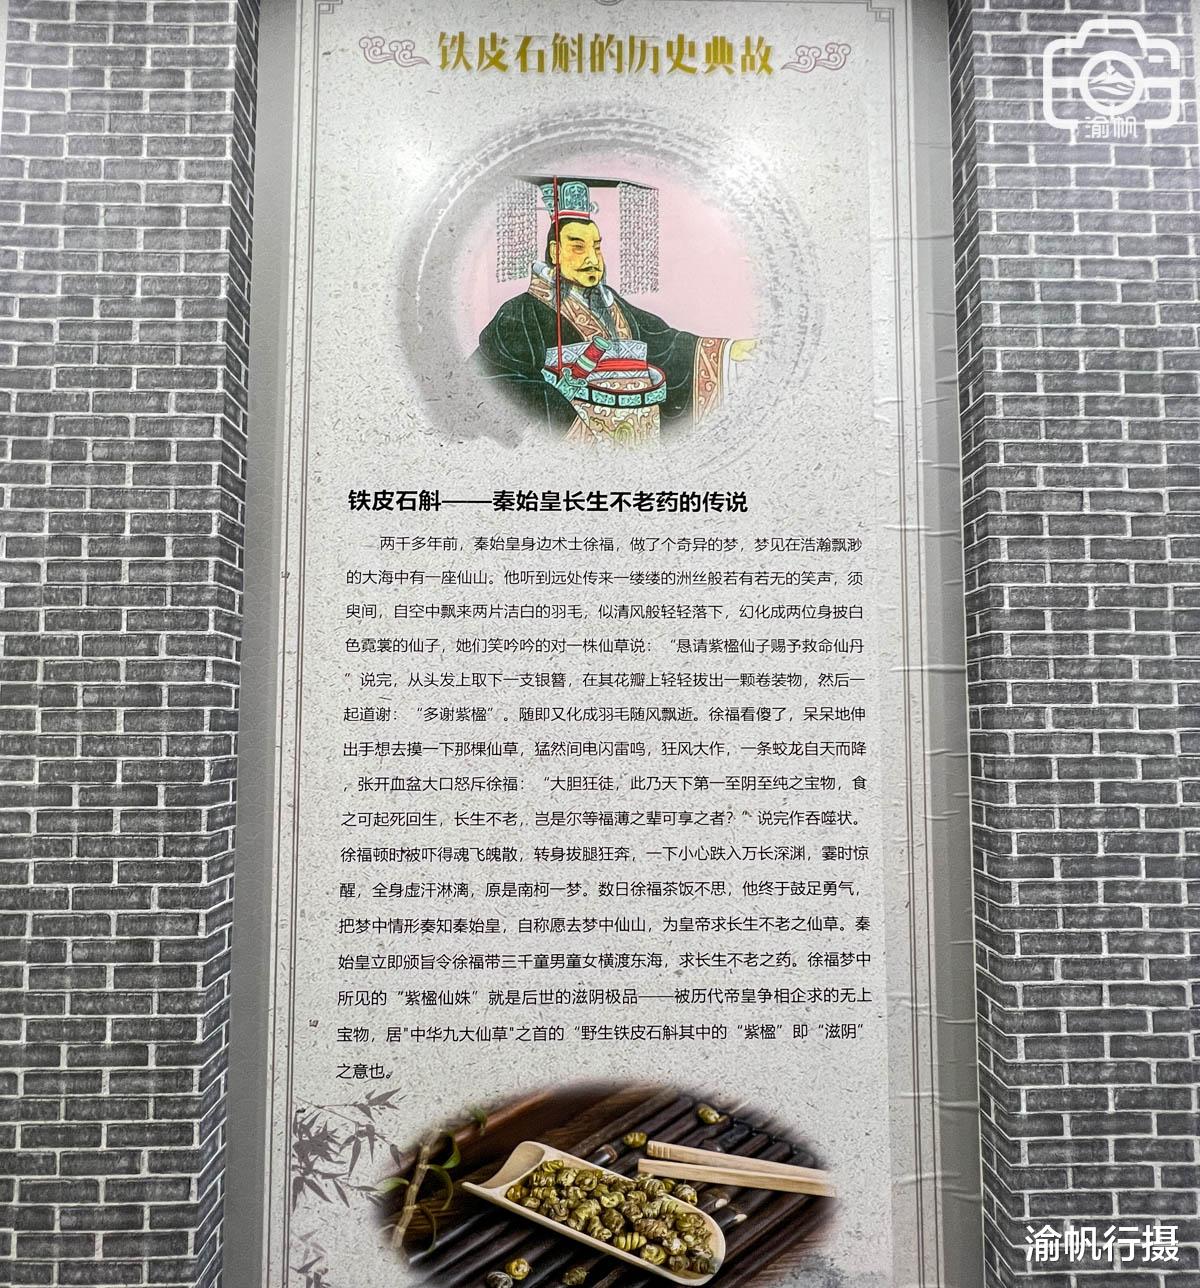 铁皮石斛的历史典故
渝帆
铁皮石斛——秦始皇长生不老药的传说
两千多年前，秦始皇身边术士徐福，做了个奇异的梦，梦见在浩瀚飘渺
的大海中有一座仙山。他听到远处传来一缕缕的洲丝般若有若无的笑声，须
臾间，自空中飘来两片洁白的羽毛，似清风般轻轻落下，幻化成两位身披白
色霓裳的仙子，她们笑吟吟的对一株仙草说：“恳请紫楹仙子赐予救命仙丹
”说完，从头发上取下一支银簪，在其花瓣上轻轻拔出一颗卷装物，然后一
起道谢：“多谢紫楹”。随即又化成羽毛随风飘逝。徐福看傻了，呆呆地伸
出手想去摸一下那棵仙草，猛然间电闪雷鸣，狂风大作，一条蛟龙自天而降
，张开血盆大口怒斥徐福：“大胆狂徒，此乃天下第一至阴至纯之宝物，食
之可起死回生，长生不老，岂是尔等福薄之辈可享之者？”说完作吞噬状。
徐福顿时被吓得魂飞魄散，转身拔腿狂奔，一下小心跌入万长深渊，霎时惊
醒，全身虚汗淋漓，原是南柯一梦。数日徐福茶饭不思，他终于鼓足勇气，
把梦中情形奏知秦始皇，自称愿去梦中仙山，为皇帝求长生不老之仙草。秦
始皇立即颁旨令徐福带三千童男童女横渡东海，求长生不老之药。徐福梦中
所见的“紫楹仙姝”就是后世的滋阴极品——被历代帝皇争相企求的无上
宝物，居"中华九大仙草"之首的“野生铁皮石斛其中的“紫楹”即“滋阴”
之意也。
渝帆行摄